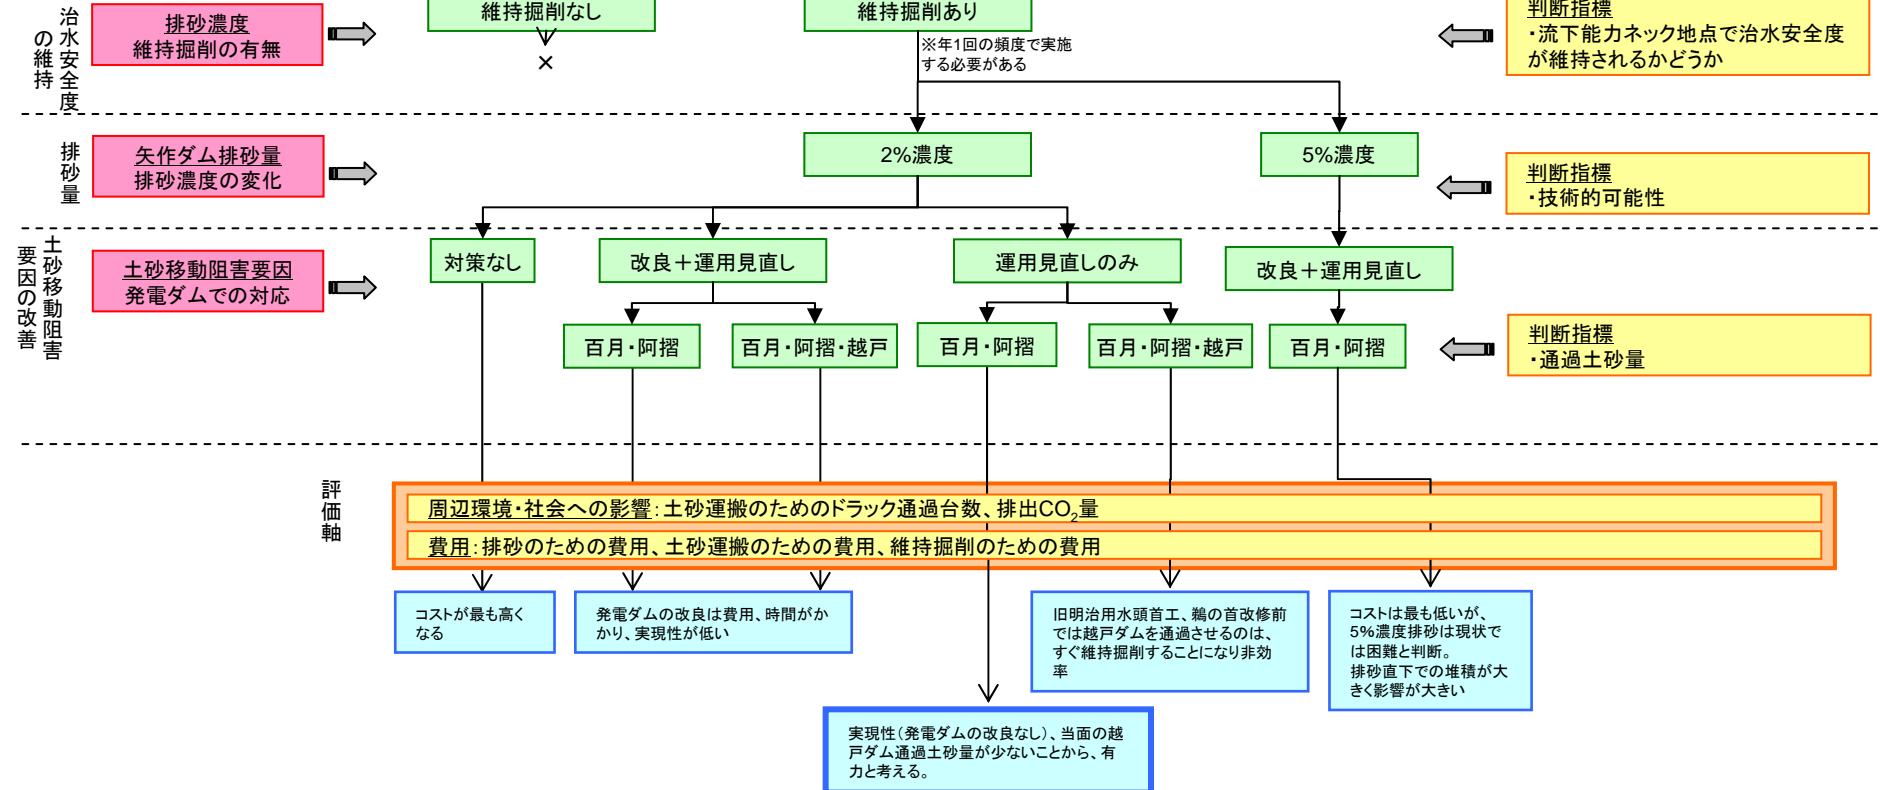 治水安全度
の維持
排砂濃度
維持掘削の有無
維持掘削なし
×
維持掘削あり
※年1回の頻度で実施
する必要がある
判断指標
・流下能力ネック地点で治水安全度
が維持されるかどうか
排砂量
矢作ダム排砂量
排砂濃度の変化
2%濃度
5%濃度
判断指標
・技術的可能性
土砂移動阻害
要因の改善
土砂移動阻害要因
発電ダムでの対応
対策なし
改良＋運用見直し
運用見直しのみ
改良＋運用見直し
百月・阿摺
百月・阿摺・越戸
百月・阿摺
百月・阿摺・越戸
百月・阿摺
判断指標
・通過土砂量
評価軸
周辺環境・社会への影響：土砂運搬のためのドラック通過台数、排出CO2量
費用：排砂のための費用、土砂運搬のための費用、維持掘削のための費用
コストが最も高く
なる
発電ダムの改良は費用、時間がか
かり、実現性が低い
旧明治用水頭首工、鵜の首改修前
では越戸ダムを通過させるのは、
すぐ維持掘削することになり非効
率
コストは最も低いが、
5%濃度排砂は現状で
は困難と判断。
排砂直下での堆積が大
きく影響が大きい
実現性（発電ダムの改良なし）、当面の越
戸ダム通過土砂量が少ないことから、有
力と考える。